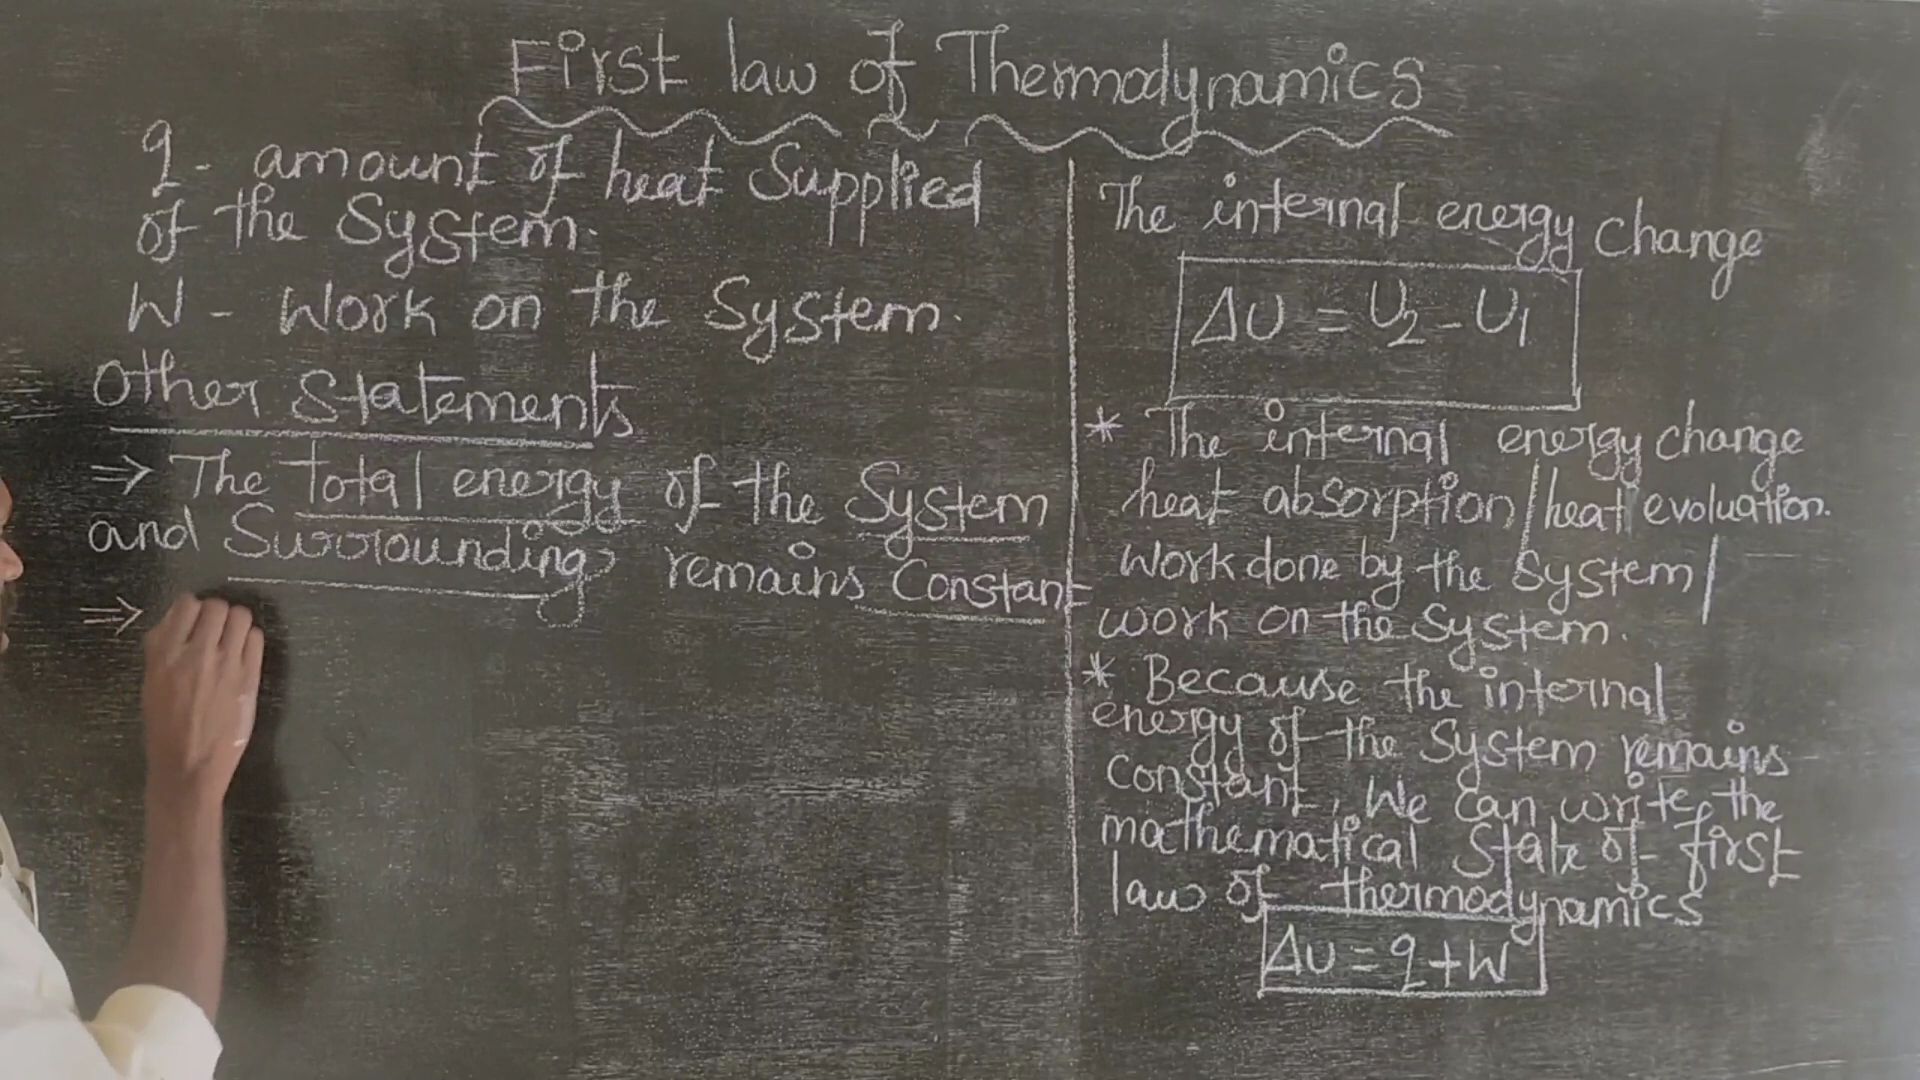 First law of Thermodynamics
q - amount of heat Supplied
of the System.
W - Work on the System.
Other Statements
⇒ The total energy of the System
and Surroundings remains Constant
⇒
The internal energy change
ΔU = U2 - U1
* The internal energy change
heat absorption/heat evaluation.
work done by the System/
work on the System.
* Because the internal
energy of the System remains
constant, We can write the
mathematical State of first
law of thermodynamics
ΔU = q + W